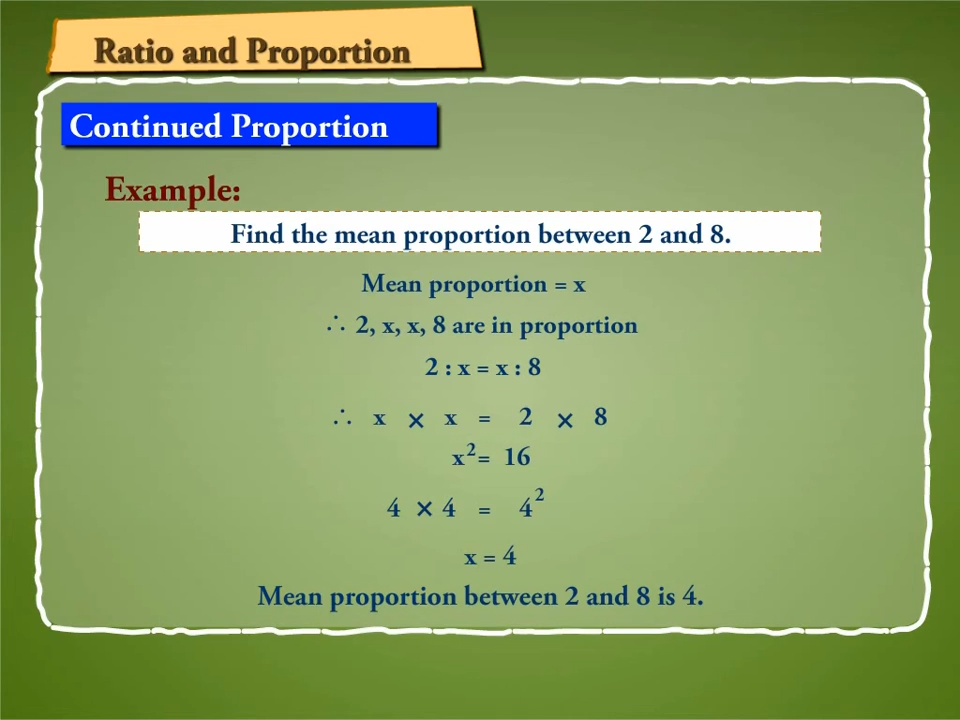 Ratio and Proportion
Continued Proportion
Example:
Find the mean proportion between 2 and 8.
Mean proportion = x
∴ 2, x, x, 8 are in proportion
2 : x = x : 8
∴ x × x = 2 × 8
x² = 16
4 × 4 = 4²
x = 4
Mean proportion between 2 and 8 is 4.